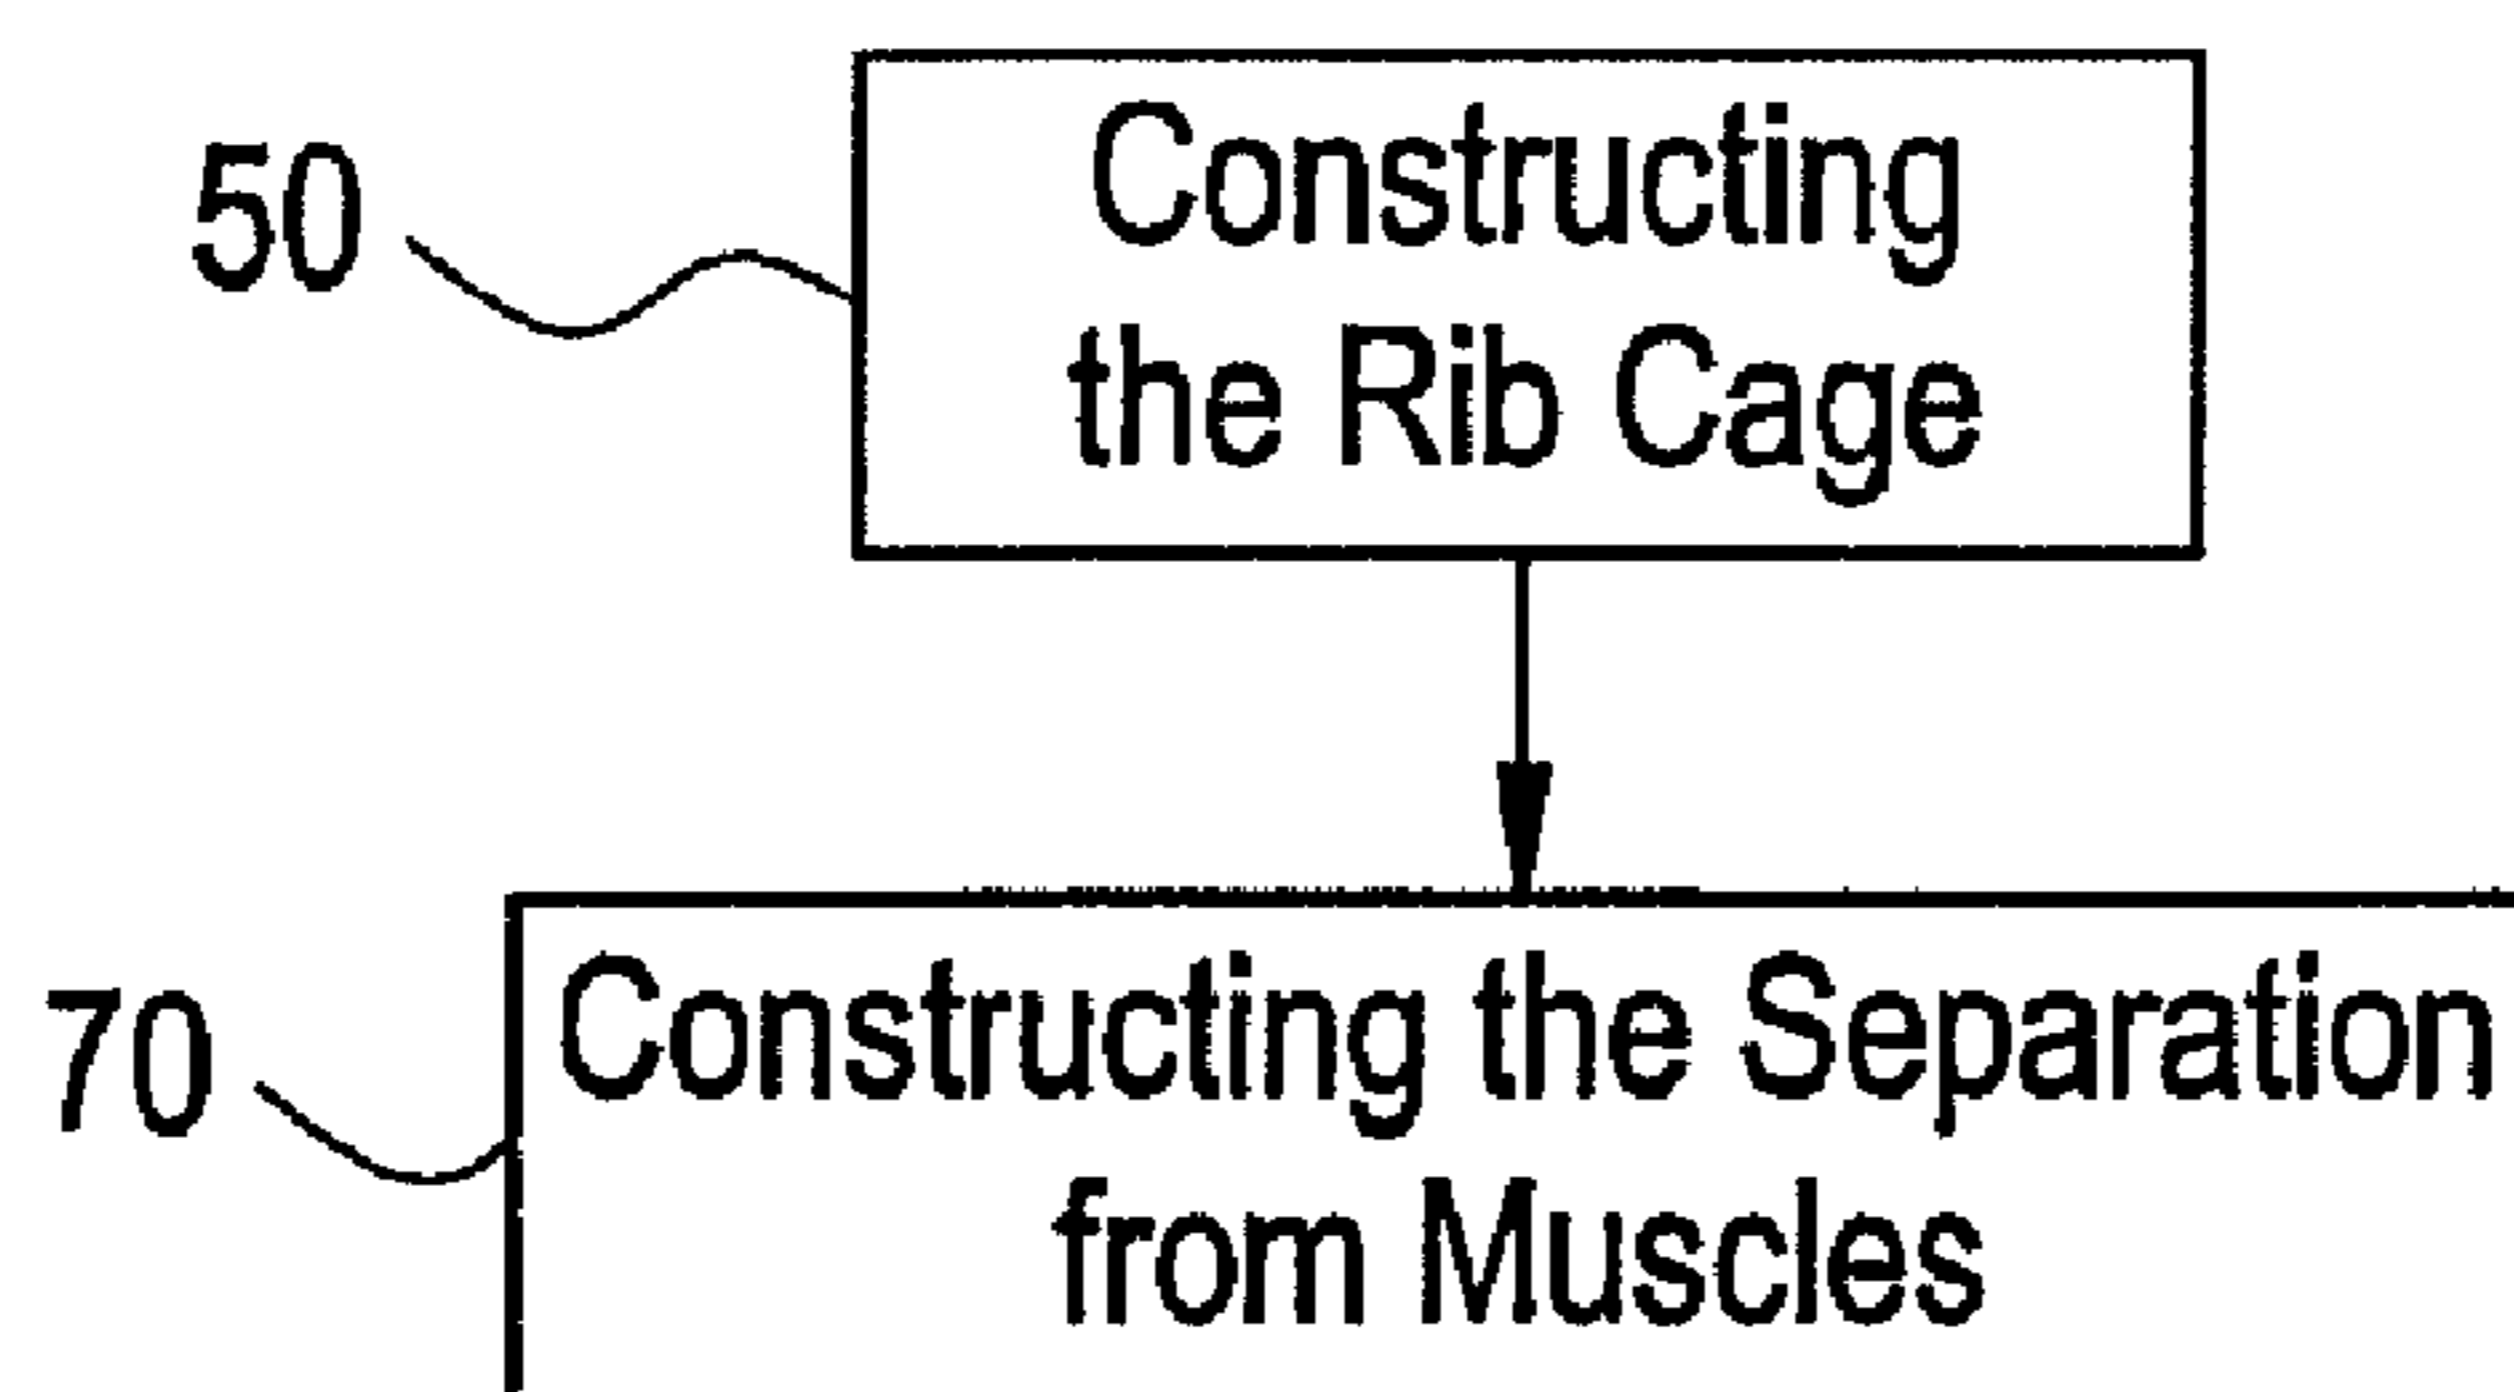 50
Constructing
the Rib Cage
70
Constructing the Separation
from Muscles